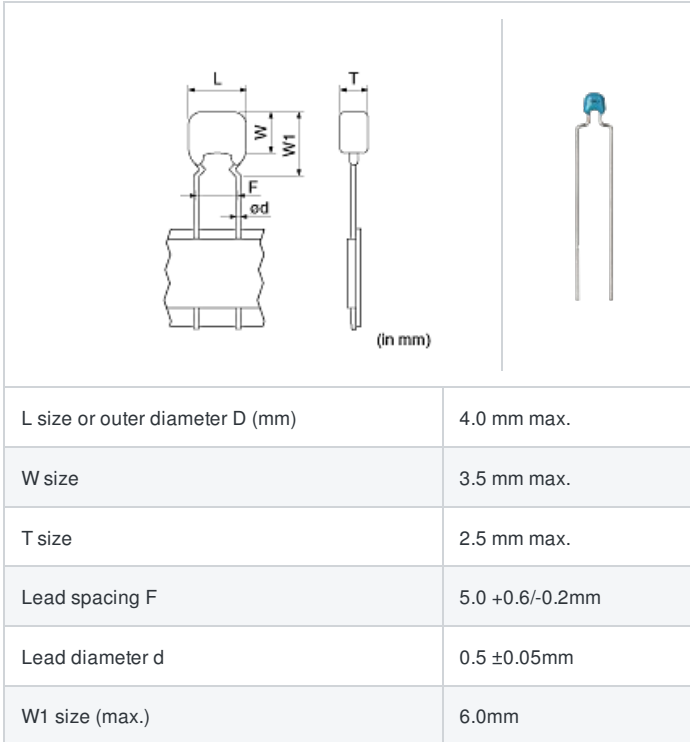 L
T
W
W1
F
ød
(in mm)
L size or outer diameter D (mm) 4.0 mm max.
W size 3.5 mm max.
T size 2.5 mm max.
Lead spacing F 5.0 +0.6/-0.2mm
Lead diameter d 0.5 ±0.05mm
W1 size (max.) 6.0mm